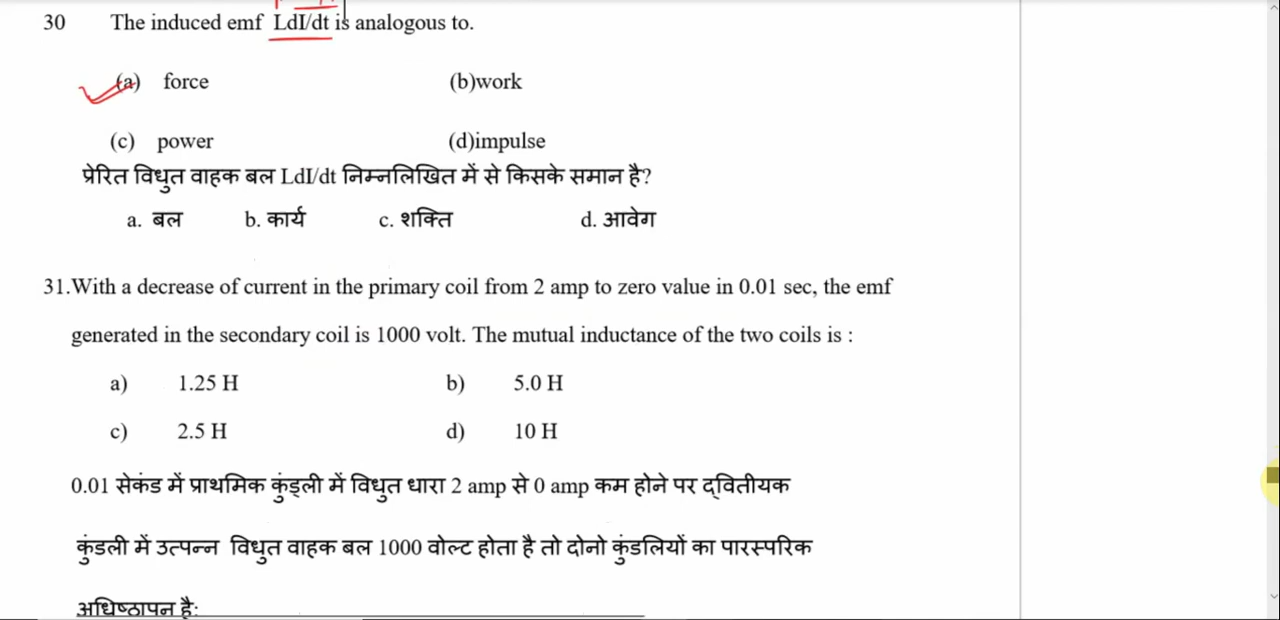 30 The induced emf LdI/dt is analogous to.
(a) force (b)work
(c) power (d)impulse
प्रेरित विधुत वाहक बल LdI/dt निम्नलिखित में से किसके समान है?
a. बल b. कार्य c. शक्ति d. आवेग
31.With a decrease of current in the primary coil from 2 amp to zero value in 0.01 sec, the emf
generated in the secondary coil is 1000 volt. The mutual inductance of the two coils is :
a) 1.25 H b) 5.0 H
c) 2.5 H d) 10 H
0.01 सेकंड में प्राथमिक कुंड्ली में विधुत धारा 2 amp से 0 amp कम होने पर द्वितीयक
कुंडली में उत्पन्न विधुत वाहक बल 1000 वोल्ट होता है तो दोनो कुंडलियों का पारस्परिक
अधिष्ठापन है: